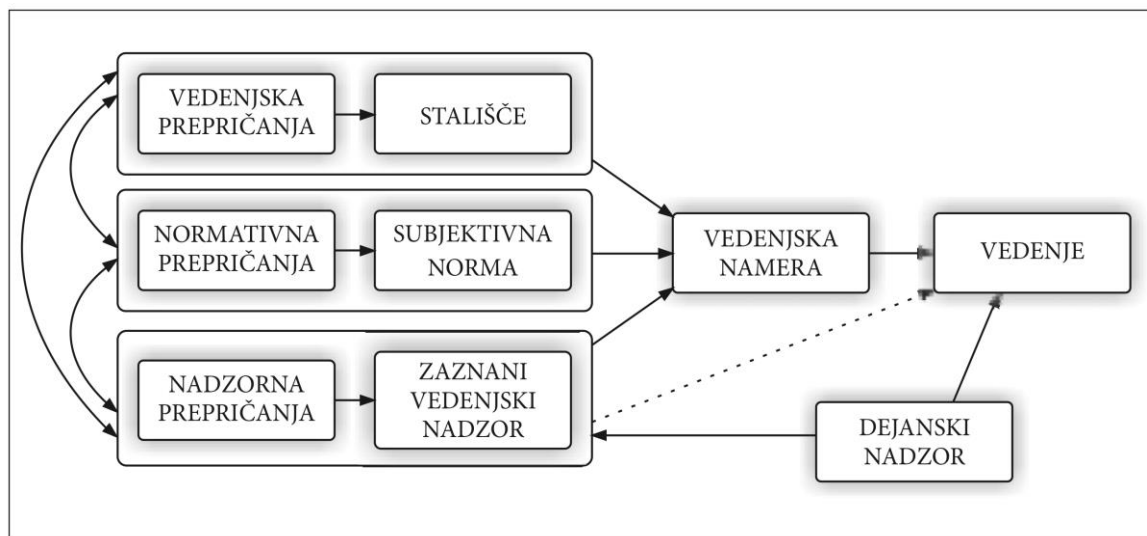 VEDENJSKA
PREPRIČANJA
STALIŠČE
NORMATIVNA
PREPRIČANJA
SUBJEKTIVNA
NORMA
VEDENJSKA
NAMERA
VEDENJE
NADZORNA
PREPRIČANJA
ZAZNANI
VEDENJSKI
NADZOR
DEJANSKI
NADZOR